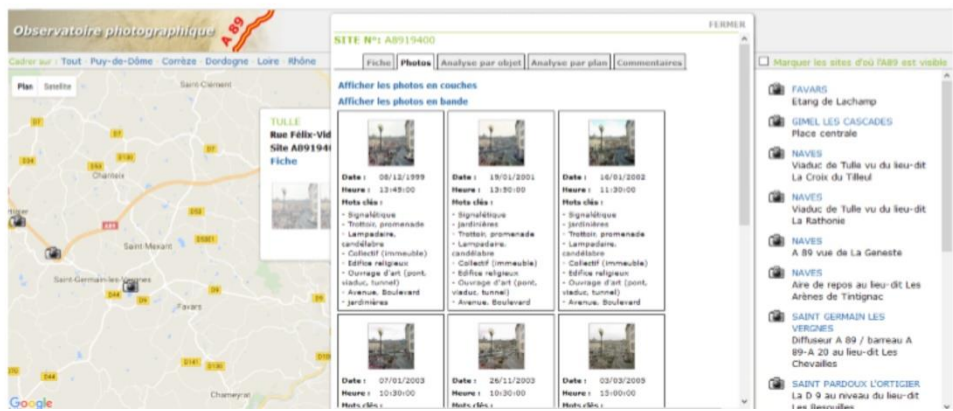 Observatoire photographique
A 89
Cadrer sur : Tout - Puy-de-Dôme - Corrèze - Dordogne - Loire - Rhône
Plan Satellite
Saint-Clément
Chanteix
A89
Saint-Mexant
Saint-Germain-les-Vergnes
Favars
Chameyrat
Google
TULLE
Rue Félix-Vid
Site A891940
Fiche
FERMER
SITE N°: A8919400
Fiche Photos Analyse par objet Analyse par plan Commentaires
Afficher les photos en couches
Afficher les photos en bande
Date : 08/12/1999
Heure : 13:45:00
Mots clés :
- Signalétique
- Trottoir, promenade
- Lampadaire, candélabre
- Collectif (immeuble)
- Edifice religieux
- Ouvrage d'art (pont, viaduc, tunnel)
- Avenue, Boulevard
- jardinières
Date : 19/01/2001
Heure : 13:50:00
Mots clés :
- Signalétique
- jardinières
- Trottoir, promenade
- Lampadaire, candélabre
- Collectif (immeuble)
- Edifice religieux
- Ouvrage d'art (pont, viaduc, tunnel)
- Avenue, Boulevard
Date : 16/01/2002
Heure : 11:30:00
Mots clés :
- Signalétique
- jardinières
- Trottoir, promenade
- Lampadaire, candélabre
- Collectif (immeuble)
- Edifice religieux
- Ouvrage d'art (pont, viaduc, tunnel)
- Avenue, Boulevard
Date : 07/01/2003
Heure : 10:30:00
Mots clés :
Date : 26/11/2003
Heure : 10:30:00
Mots clés :
Date : 03/03/2005
Heure : 15:00:00
Mots clés :
Marquer les sites d'où l'A89 est visible
FAVARS
Etang de Lachamp
GIMEL LES CASCADES
Place centrale
NAVES
Viaduc de Tulle vu du lieu-dit
La Croix du Tilleul
NAVES
Viaduc de Tulle vu du lieu-dit
La Rathonie
NAVES
A 89 vue de La Geneste
NAVES
Aire de repos au lieu-dit Les
Arènes de Tintignac
SAINT GERMAIN LES
VERGNES
Diffuseur A 89 / barreau A
89-A 20 au lieu-dit Les
Chevailles
SAINT PARDOUX L'ORTIGIER
La D 9 au niveau du lieu-dit
Les Besouilles